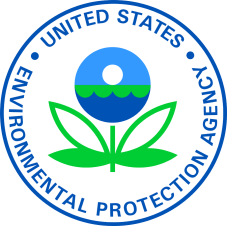 UNITED STATES
• ENVIRONMENTAL PROTECTION AGENCY •